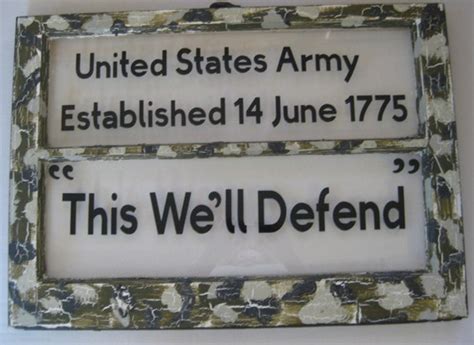 United States Army
Established 14 June 1775
“This We'll Defend”